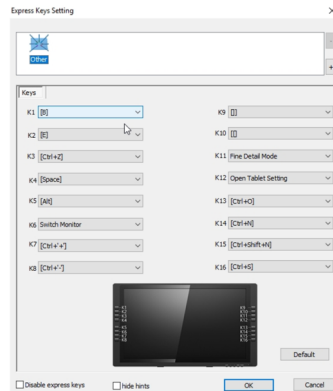 Express Keys Setting
Other
Keys
K1 [B]
K2 [E]
K3 [Ctrl+Z]
K4 [Space]
K5 [Alt]
K6 Switch Monitor
K7 [Ctrl+'+']
K8 [Ctrl+'-']
K9 []]
K10 [[]
K11 Fine Detail Mode
K12 Open Tablet Setting
K13 [Ctrl+O]
K14 [Ctrl+N]
K15 [Ctrl+Shift+N]
K16 [Ctrl+S]
Default
Disable express keys
hide hints
OK
Cancel